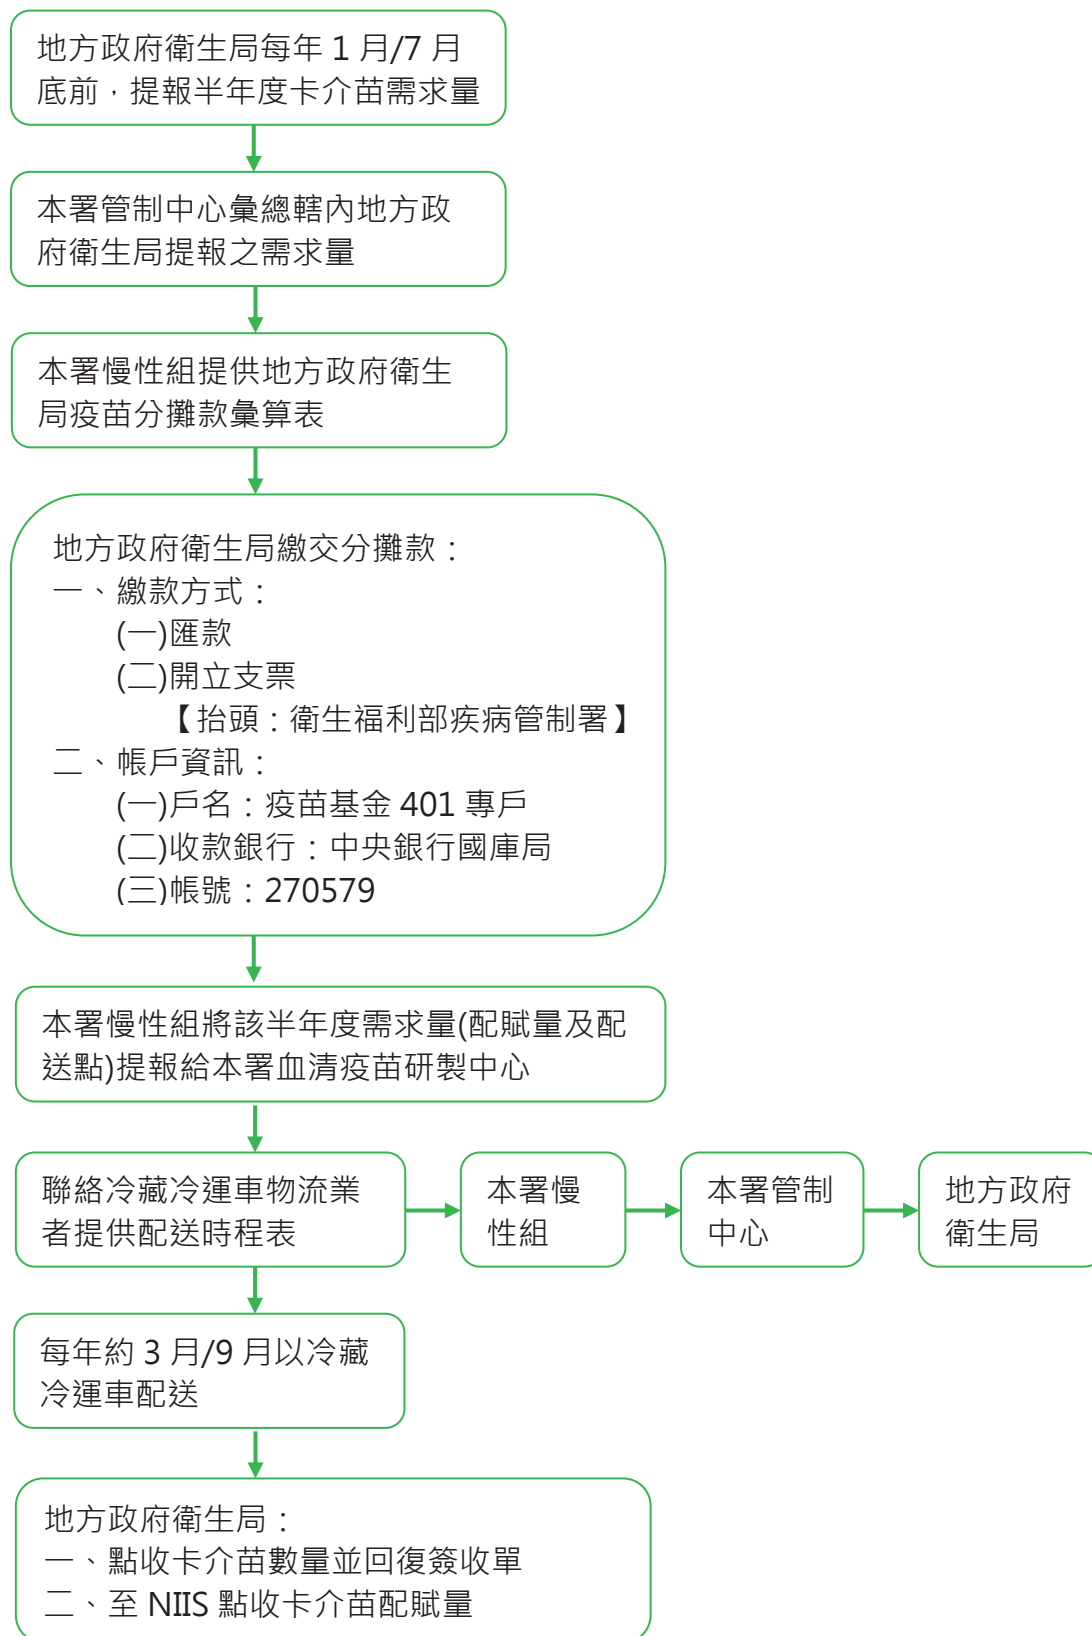 地方政府衛生局每年 1 月/7 月
底前，提報半年度卡介苗需求量
本署管制中心彙總轄內地方政
府衛生局提報之需求量
本署慢性組提供地方政府衛生
局疫苗分攤款彙算表
地方政府衛生局繳交分攤款：
一、繳款方式：
(一)匯款
(二)開立支票
【抬頭：衛生福利部疾病管制署】
二、帳戶資訊：
(一)戶名：疫苗基金 401 專戶
(二)收款銀行：中央銀行國庫局
(三)帳號：270579
本署慢性組將該半年度需求量(配賦量及配
送點)提報給本署血清疫苗研製中心
聯絡冷藏冷運車物流業
者提供配送時程表
本署慢
性組
本署管制
中心
地方政府
衛生局
每年約 3 月/9 月以冷藏
冷運車配送
地方政府衛生局：
一、點收卡介苗數量並回復簽收單
二、至 NIIS 點收卡介苗配賦量